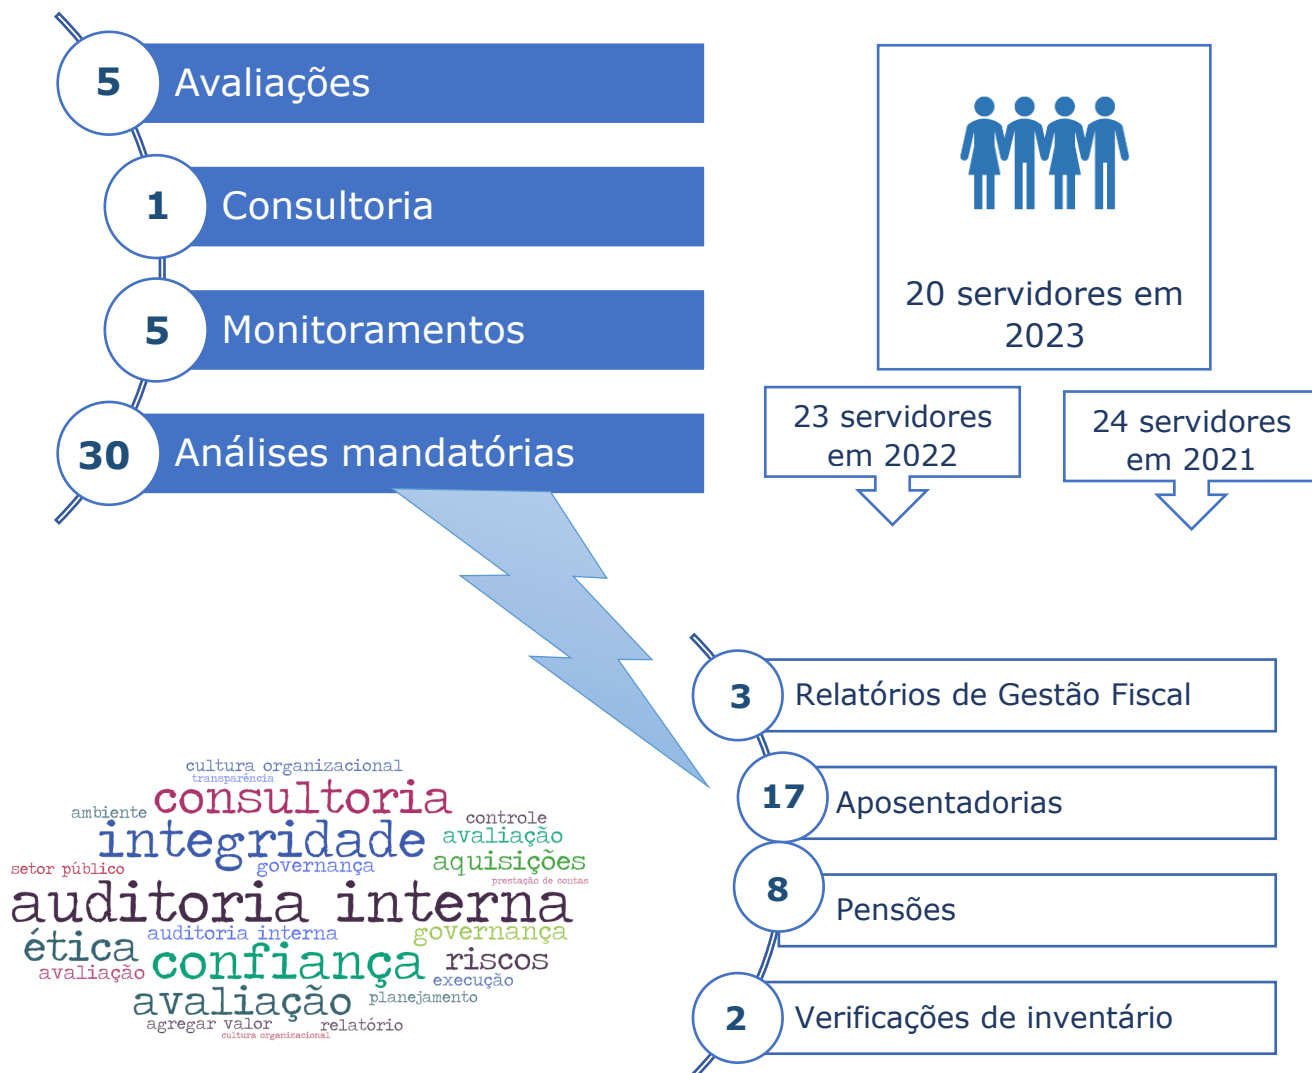 5
Avaliações
1
Consultoria
5
Monitoramentos
30
Análises mandatórias
20 servidores em
2023
23 servidores
em 2022
24 servidores
em 2021
3
Relatórios de Gestão Fiscal
17
Aposentadorias
8
Pensões
2
Verificações de inventário
cultura organizacional
transparência
ambiente
consultoria
controle
integridade
avaliação
setor público
governança
aquisições
prestação de contas
auditoria interna
ética
auditoria interna
governança
avaliação
confiança
riscos
execução
avaliação
planejamento
agregar valor
relatório
cultura organizacional